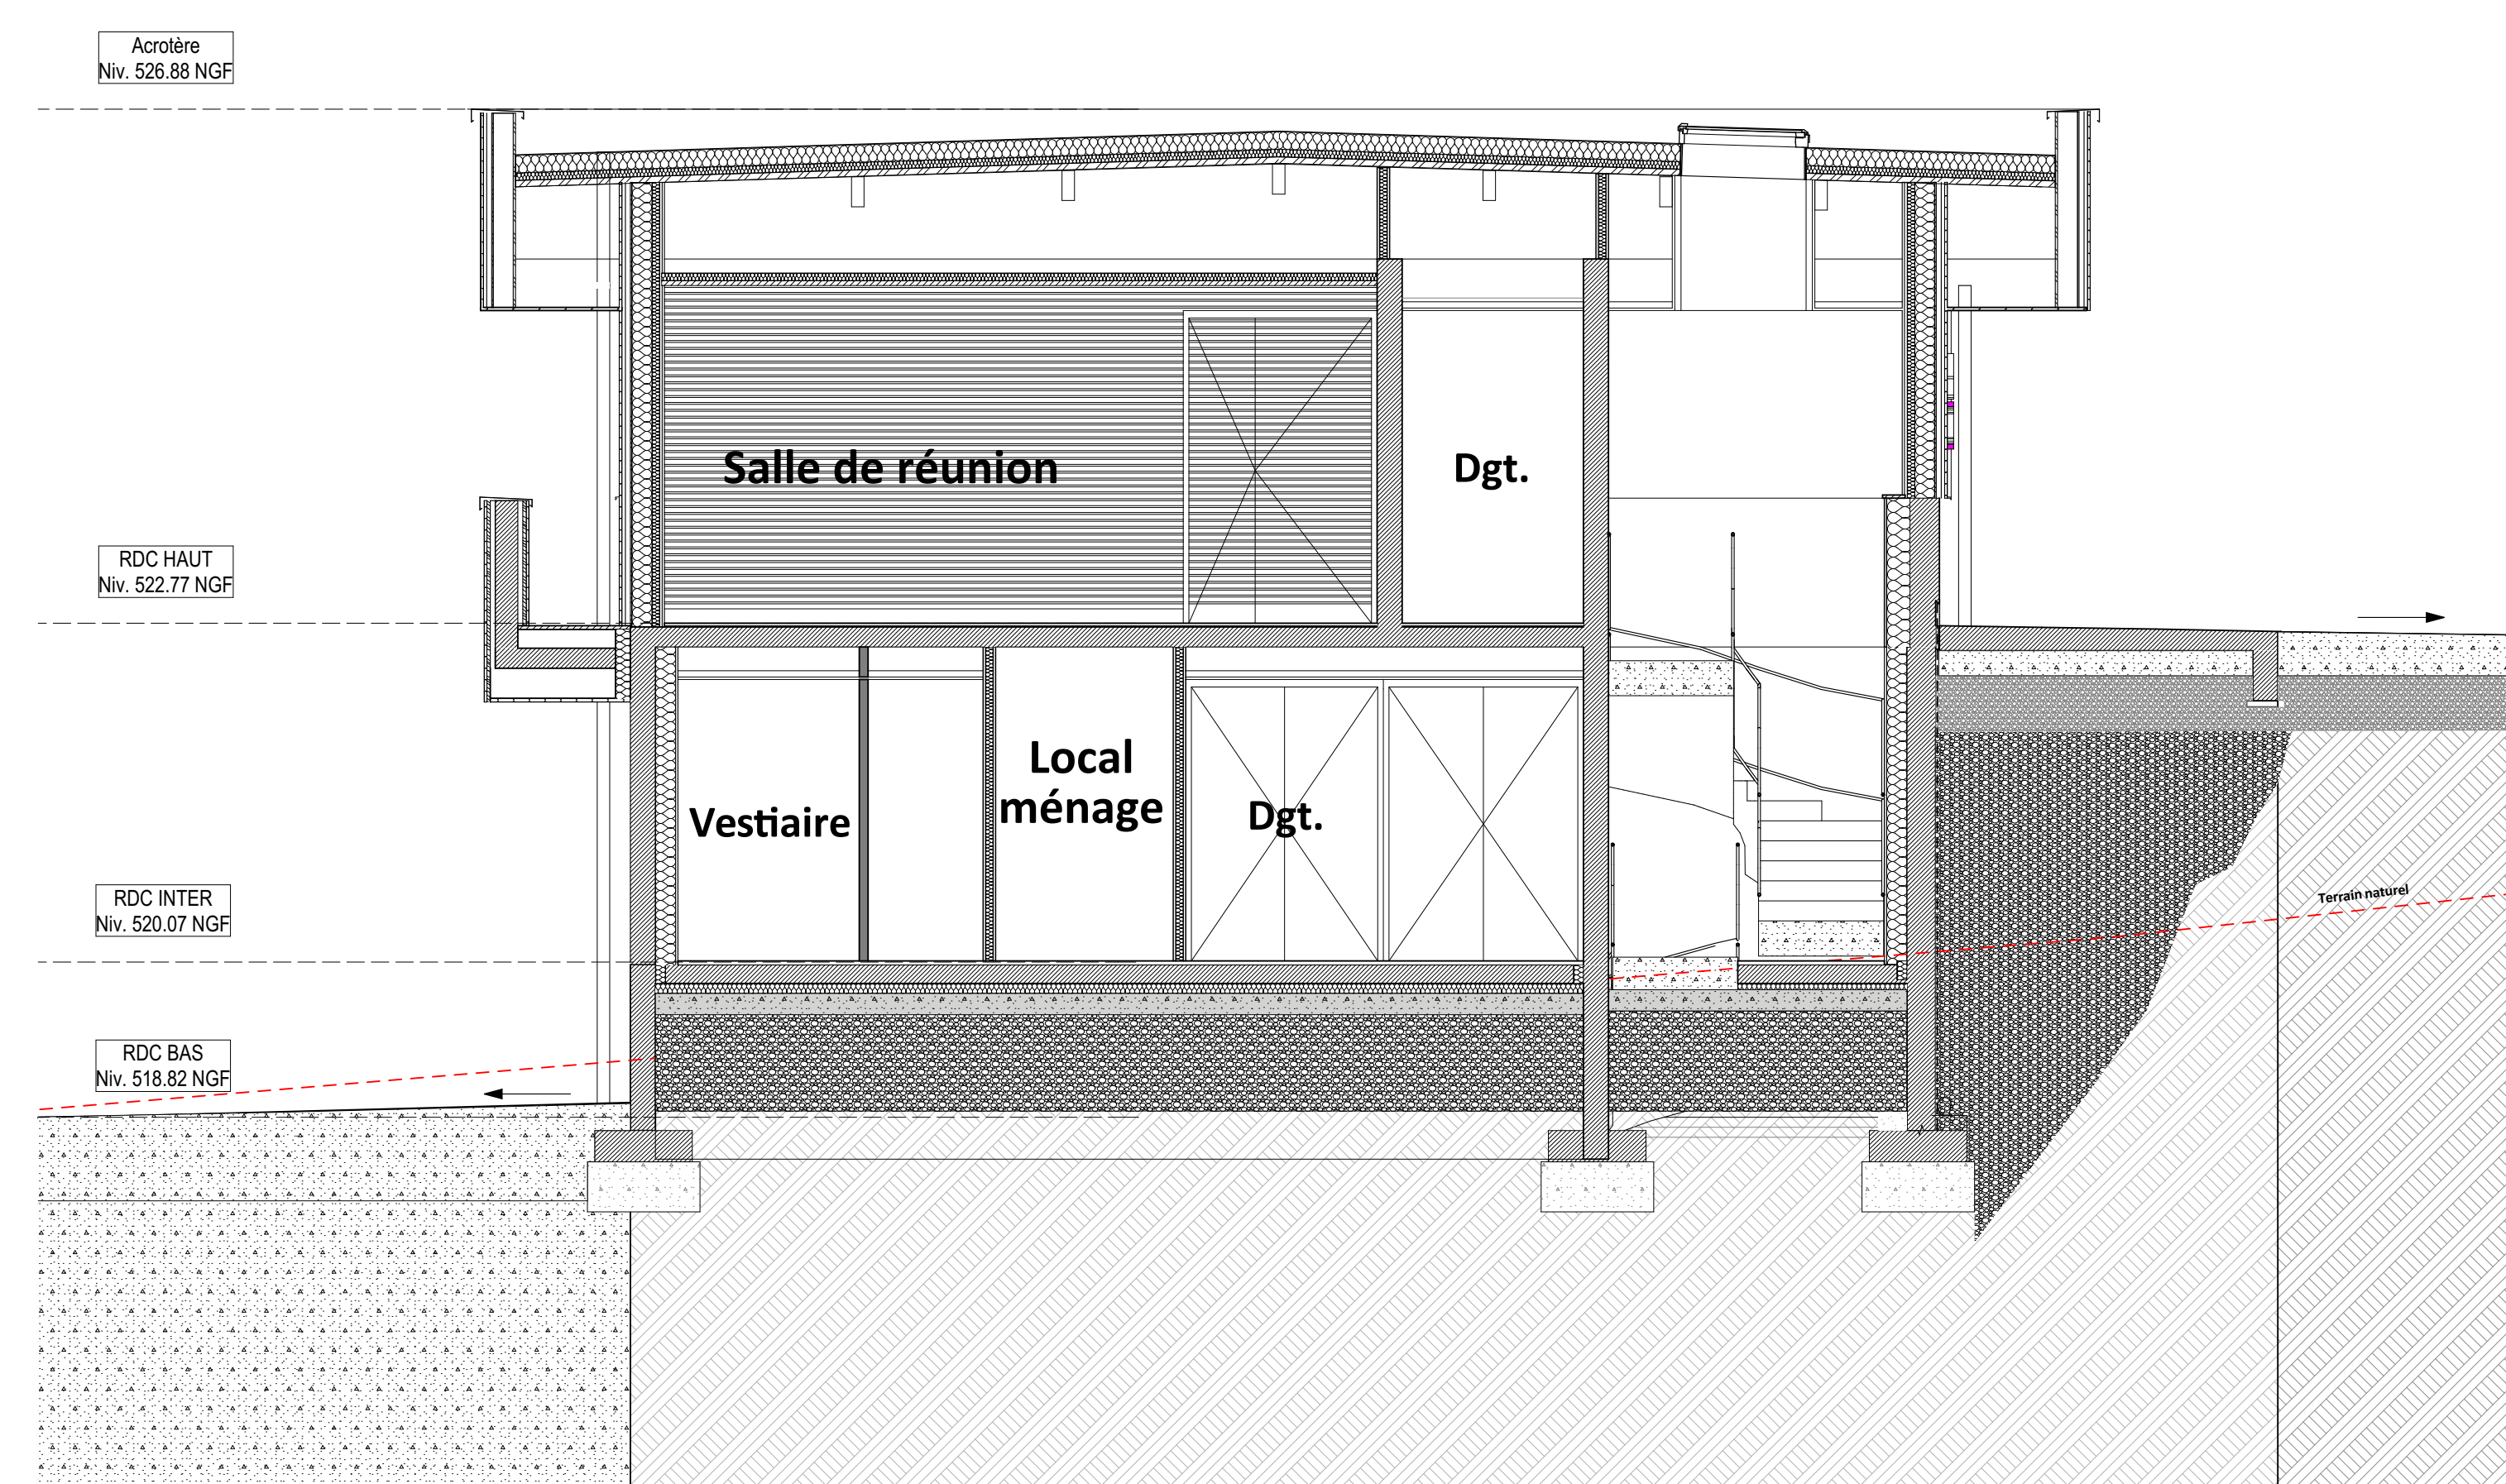 Acrotère
Niv. 526.88 NGF
Salle de réunion
Dgt.
RDC HAUT
Niv. 522.77 NGF
Local
ménage
Vestiaire
Dgt.
RDC INTER
Niv. 520.07 NGF
Terrain naturel
RDC BAS
Niv. 518.82 NGF